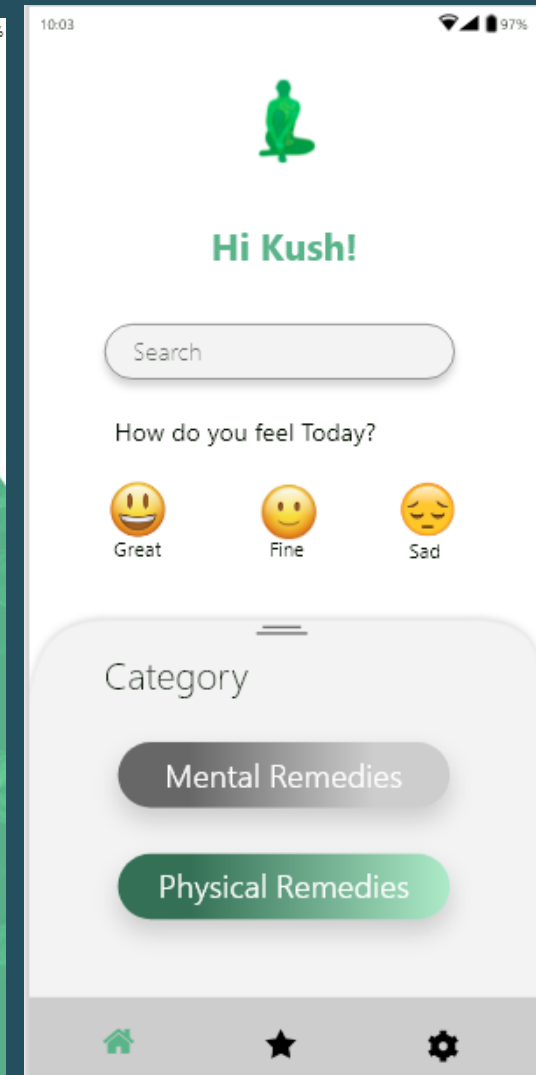 10:03
97%
Hi Kush!
Search
How do you feel Today?
Great Fine Sad
Category
Mental Remedies
Physical Remedies